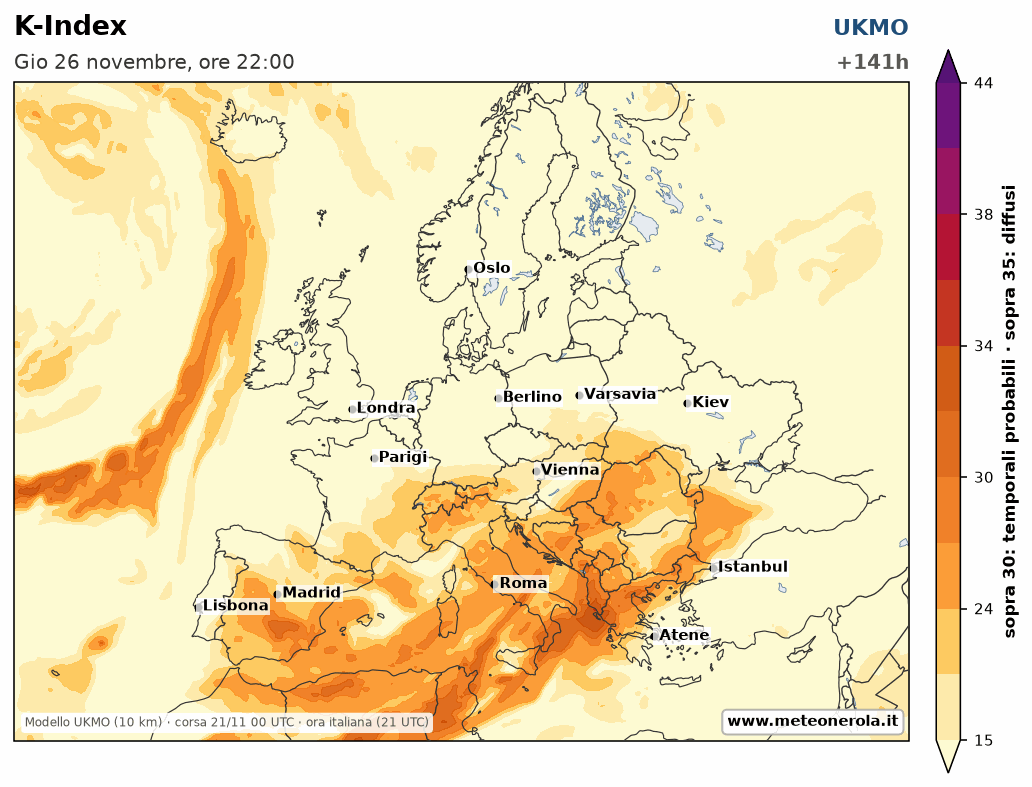 K-Index
UKMO
Gio 26 novembre, ore 22:00
+141h
44
38
34
30
24
15
sopra 30: temporali probabili · sopra 35: diffusi
Oslo
Berlino
Varsavia
Kiev
Londra
Parigi
Vienna
Istanbul
Roma
Madrid
Lisbona
Atene
Modello UKMO (10 km) · corsa 21/11 00 UTC · ora italiana (21 UTC)
www.meteonerola.it